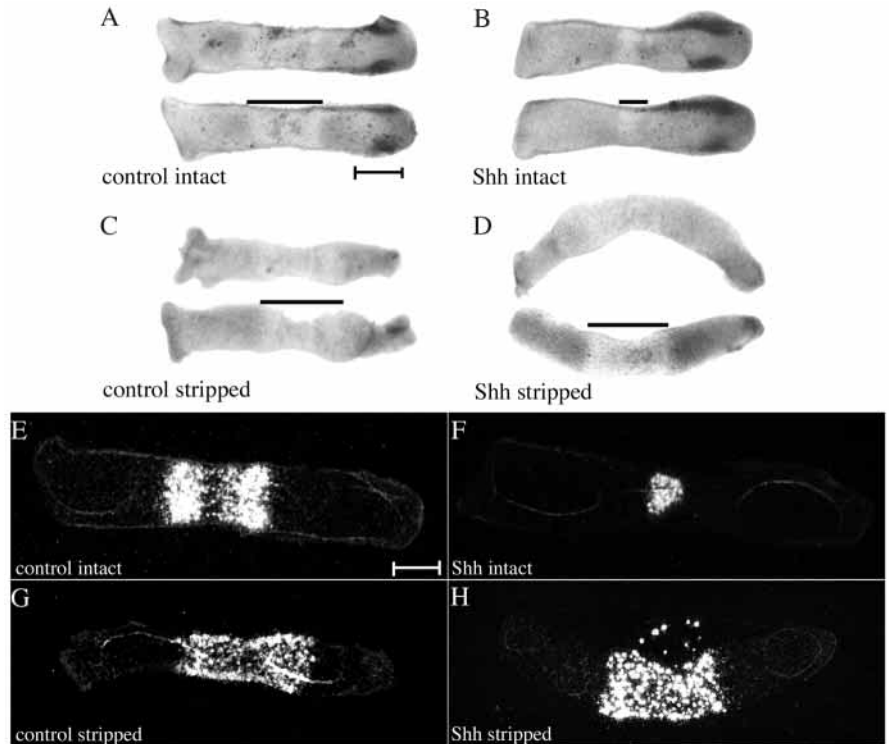 A
B
control intact
Shh intact
C
D
control stripped
Shh stripped
E
F
control intact
Shh intact
G
H
control stripped
Shh stripped